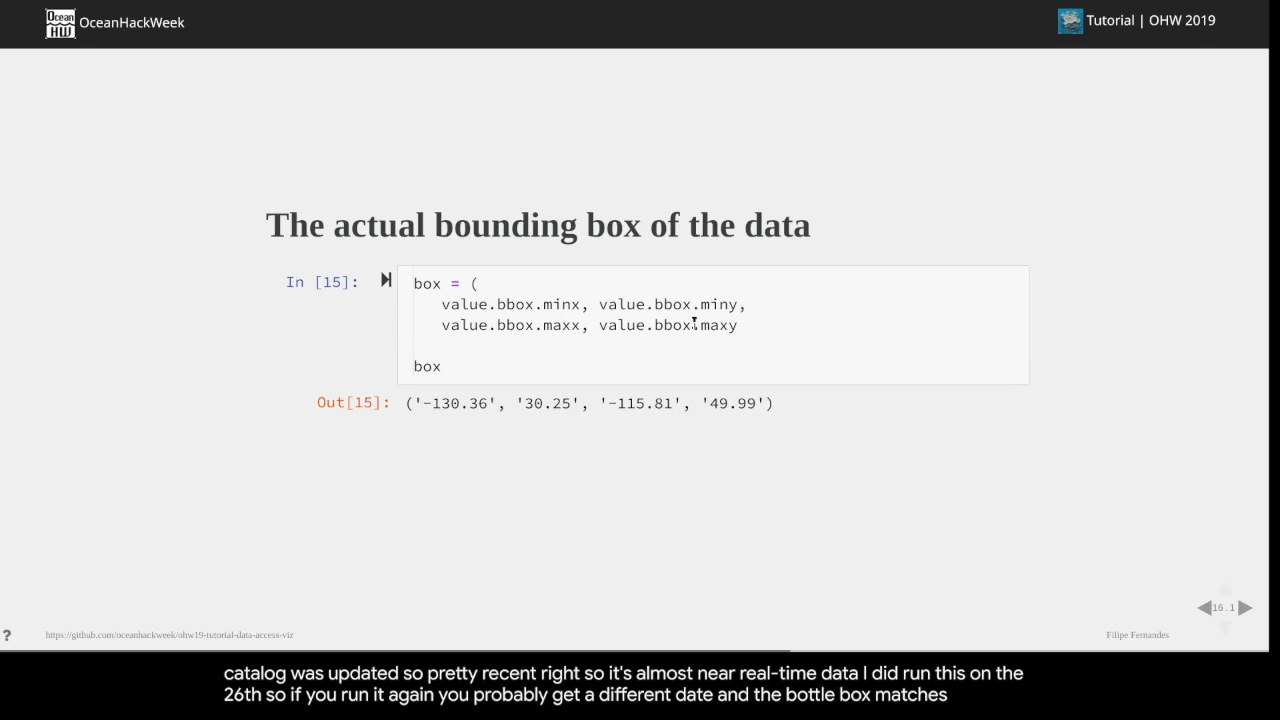 Ocean
HW
OceanHackWeek
Tutorial | OHW 2019
The actual bounding box of the data
In [15]:
box = (
value.bbox.minx, value.bbox.miny,
value.bbox.maxx, value.bbox.maxy
box
Out[15]: ('-130.36', '30.25', '-115.81', '49.99')
16.1
?
https://github.com/oceanhackweek/ohw19-tutorial-data-access-viz
Filipe Fernandes
catalog was updated so pretty recent right so it's almost near real-time data I did run this on the
26th so if you run it again you probably get a different date and the bottle box matches